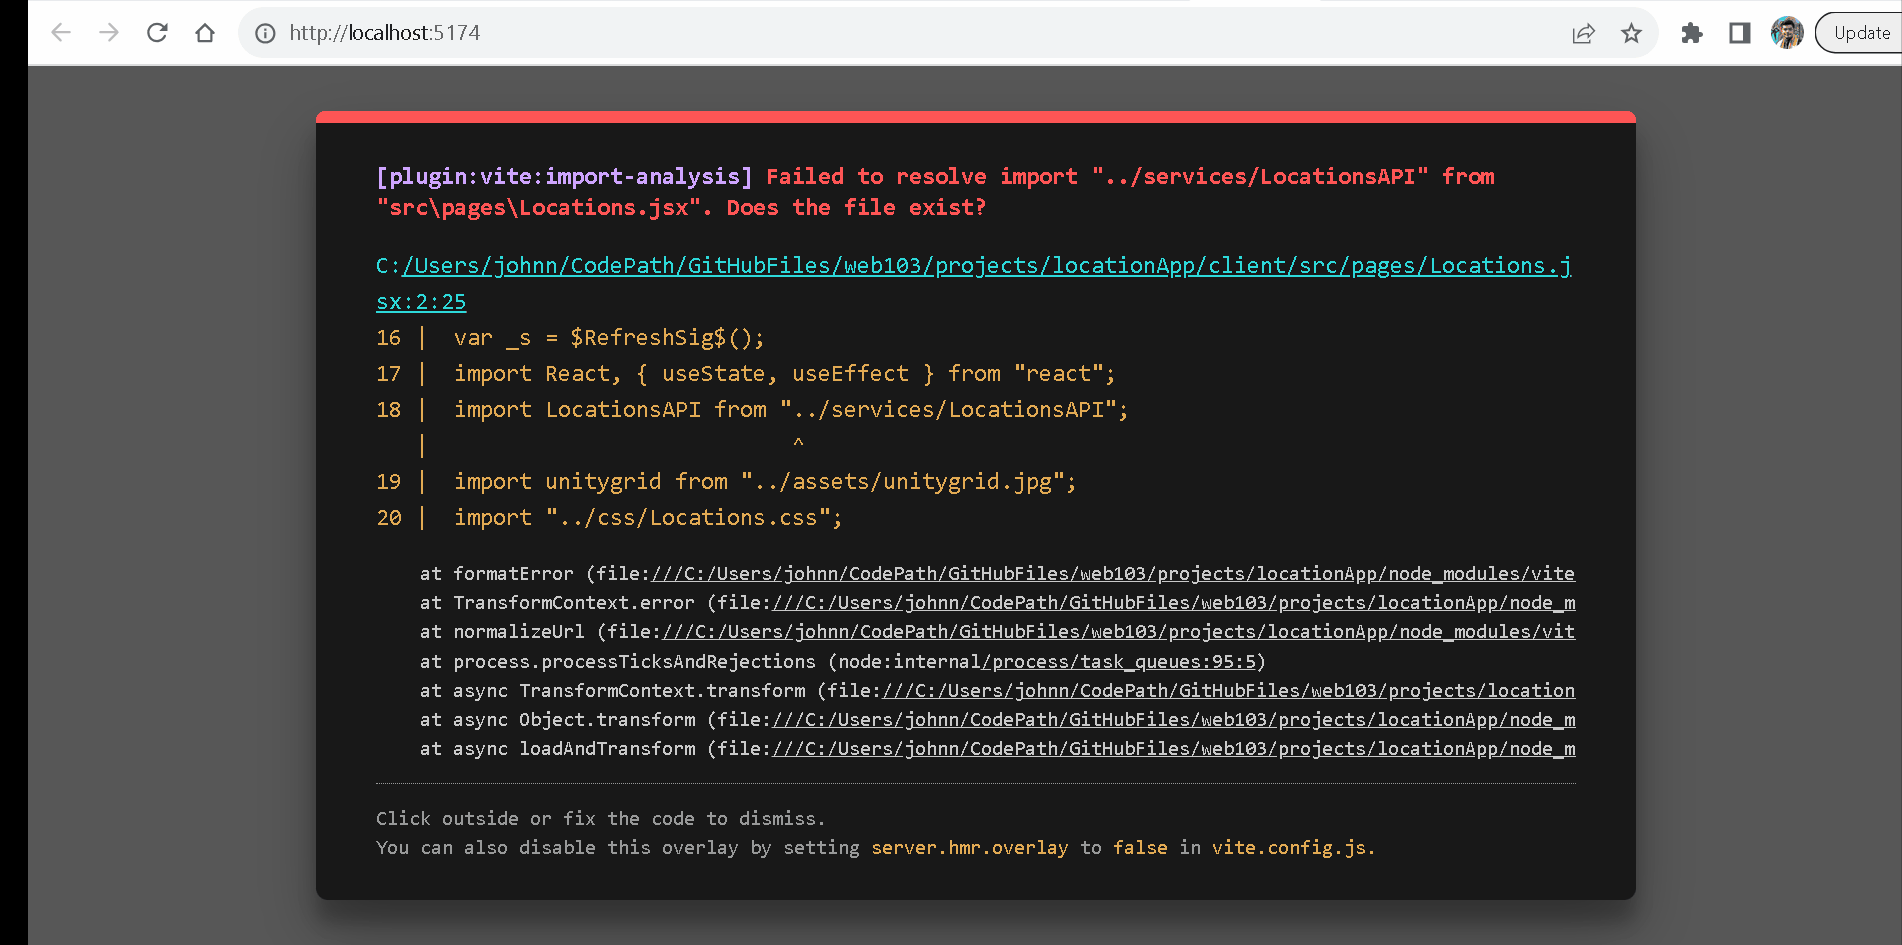 http://localhost:5174
Update
[plugin:vite:import-analysis] Failed to resolve import "../services/LocationsAPI" from
"src\pages\Locations.jsx". Does the file exist?
C:/Users/johnn/CodePath/GitHubFiles/web103/projects/locationApp/client/src/pages/Locations.j
sx:2:25
16 |  var _s = $RefreshSig$();
17 |  import React, { useState, useEffect } from "react";
18 |  import LocationsAPI from "../services/LocationsAPI";
   |                            ^
19 |  import unitygrid from "../assets/unitygrid.jpg";
20 |  import "../css/Locations.css";
at formatError (file:///C:/Users/johnn/CodePath/GitHubFiles/web103/projects/locationApp/node_modules/vite
at TransformContext.error (file:///C:/Users/johnn/CodePath/GitHubFiles/web103/projects/locationApp/node_m
at normalizeUrl (file:///C:/Users/johnn/CodePath/GitHubFiles/web103/projects/locationApp/node_modules/vit
at process.processTicksAndRejections (node:internal/process/task_queues:95:5)
at async TransformContext.transform (file:///C:/Users/johnn/CodePath/GitHubFiles/web103/projects/location
at async Object.transform (file:///C:/Users/johnn/CodePath/GitHubFiles/web103/projects/locationApp/node_m
at async loadAndTransform (file:///C:/Users/johnn/CodePath/GitHubFiles/web103/projects/locationApp/node_m
Click outside or fix the code to dismiss.
You can also disable this overlay by setting server.hmr.overlay to false in vite.config.js.